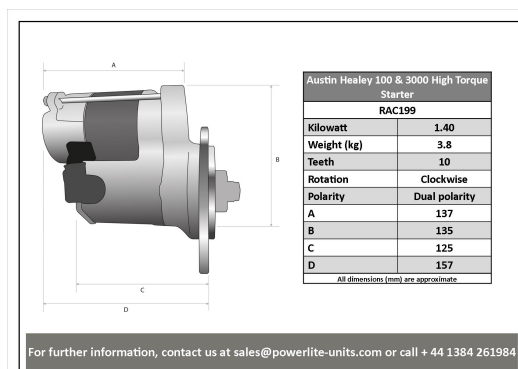 A
B
C
D
Austin Healey 100 & 3000 High Torque
Starter
RAC199
Kilowatt 1.40
Weight (kg) 3.8
Teeth 10
Rotation Clockwise
Polarity Dual polarity
A 137
B 135
C 125
D 157
All dimensions (mm) are approximate
For further information, contact us at sales@powerlite-units.com or call + 44 1384 261984